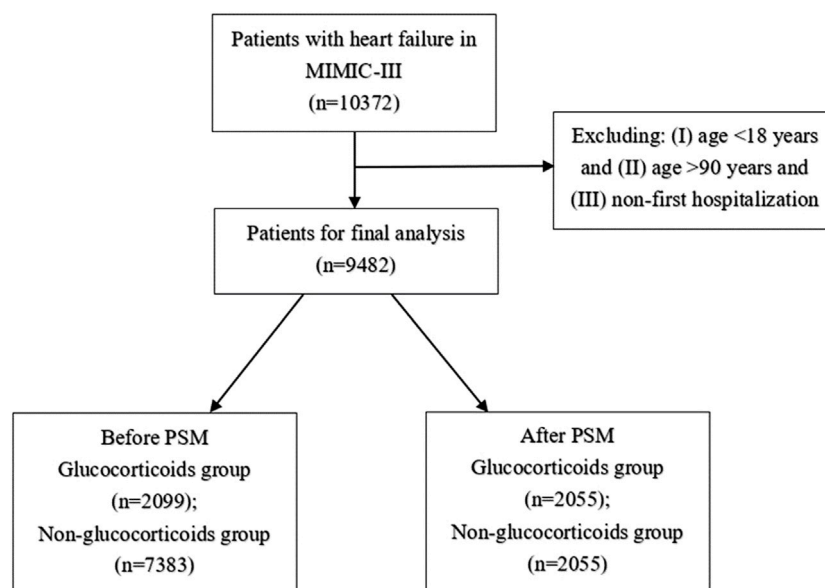 Patients with heart failure in
MIMIC-III
(n=10372)
Excluding: (I) age <18 years
and (II) age >90 years and
(III) non-first hospitalization
Patients for final analysis
(n=9482)
Before PSM
Glucocorticoids group
(n=2099);
Non-glucocorticoids group
(n=7383)
After PSM
Glucocorticoids group
(n=2055);
Non-glucocorticoids group
(n=2055)